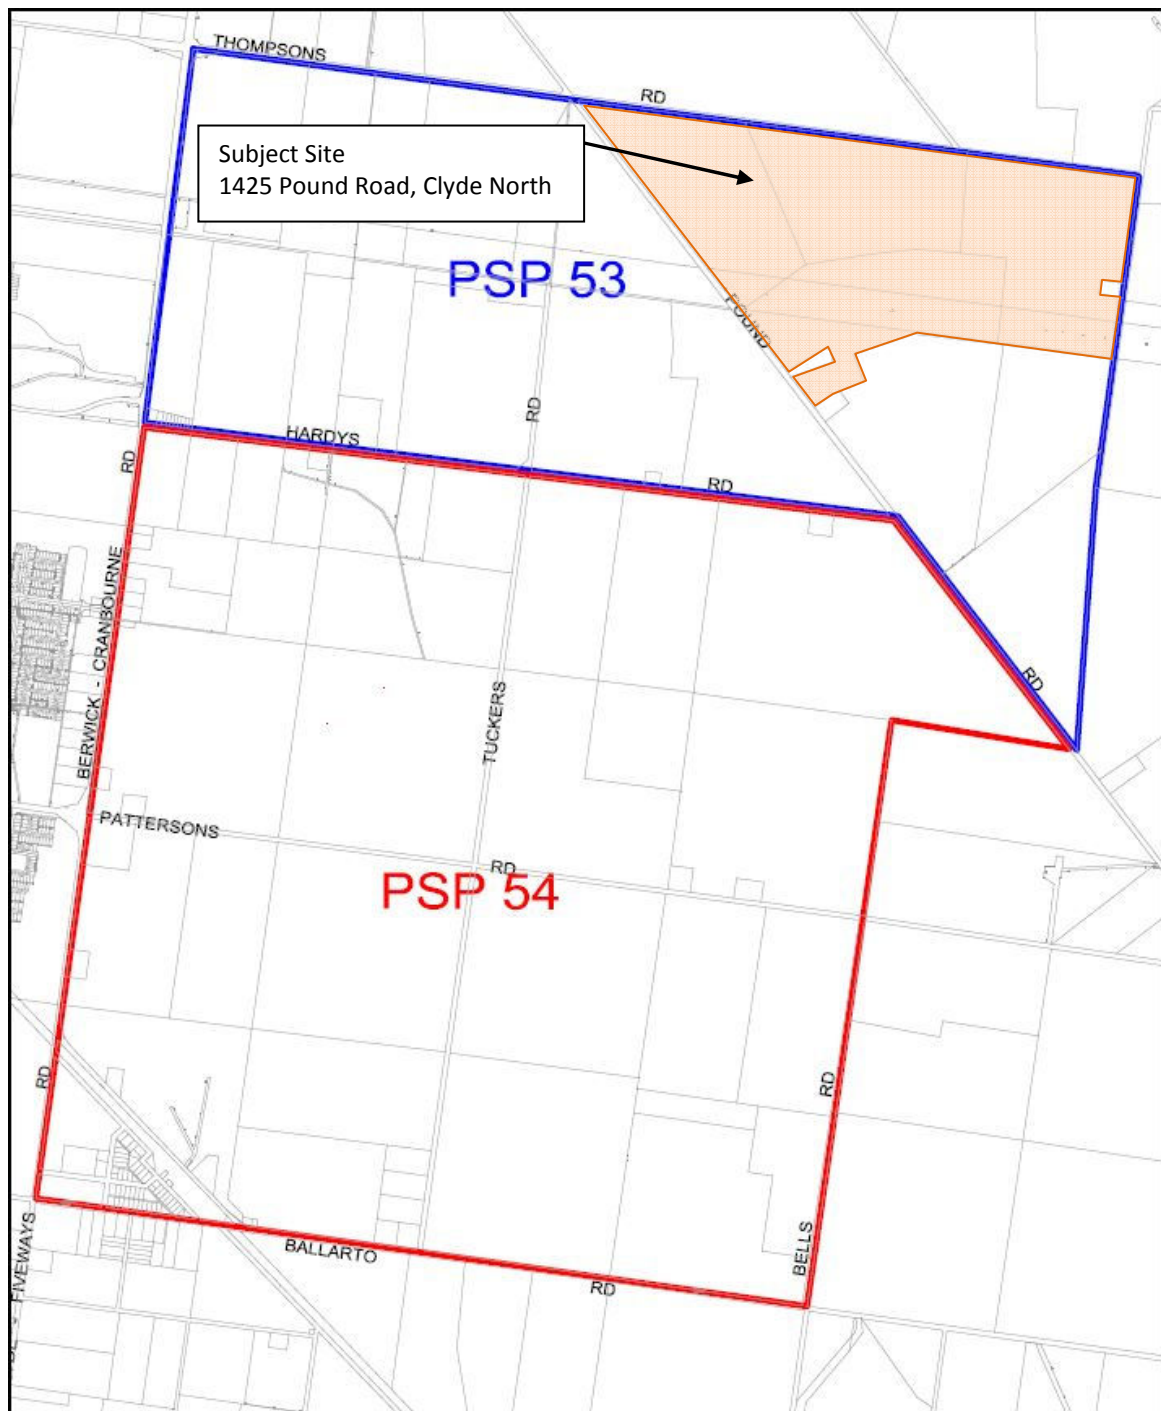 THOMPSONS
RD
Subject Site
1425 Pound Road, Clyde North
PSP 53
POUND
RD
HARDYS
RD
RD
RD
BERWICK - CRANBOURNE
TUCKERS
PATTERSONS
RD
PSP 54
RD
RD
BELLS
BALLARTO
RD
- FIVEWAYS